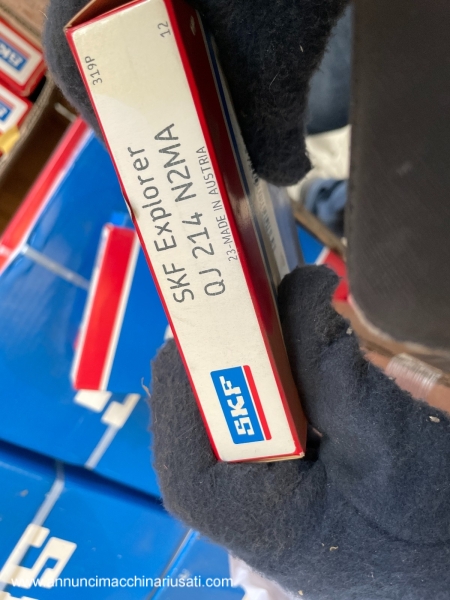 319P
12
SKF Explorer
QJ 214 N2MA
23-MADE IN AUSTRIA
SKF
www.annuncimacchinariusati.com